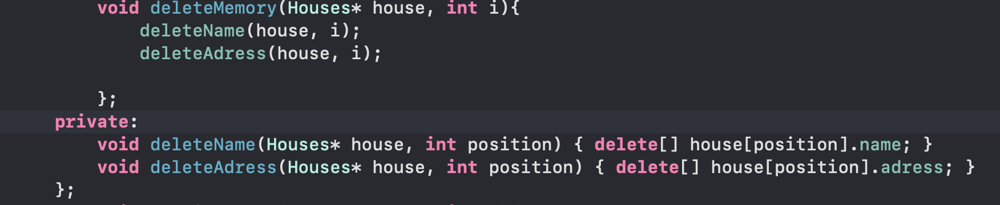 void deleteMemory(Houses* house, int i){
deleteName(house, i);
deleteAdress(house, i);
};
private:
void deleteName(Houses* house, int position) { delete[] house[position].name; }
void deleteAdress(Houses* house, int position) { delete[] house[position].adress; }
};